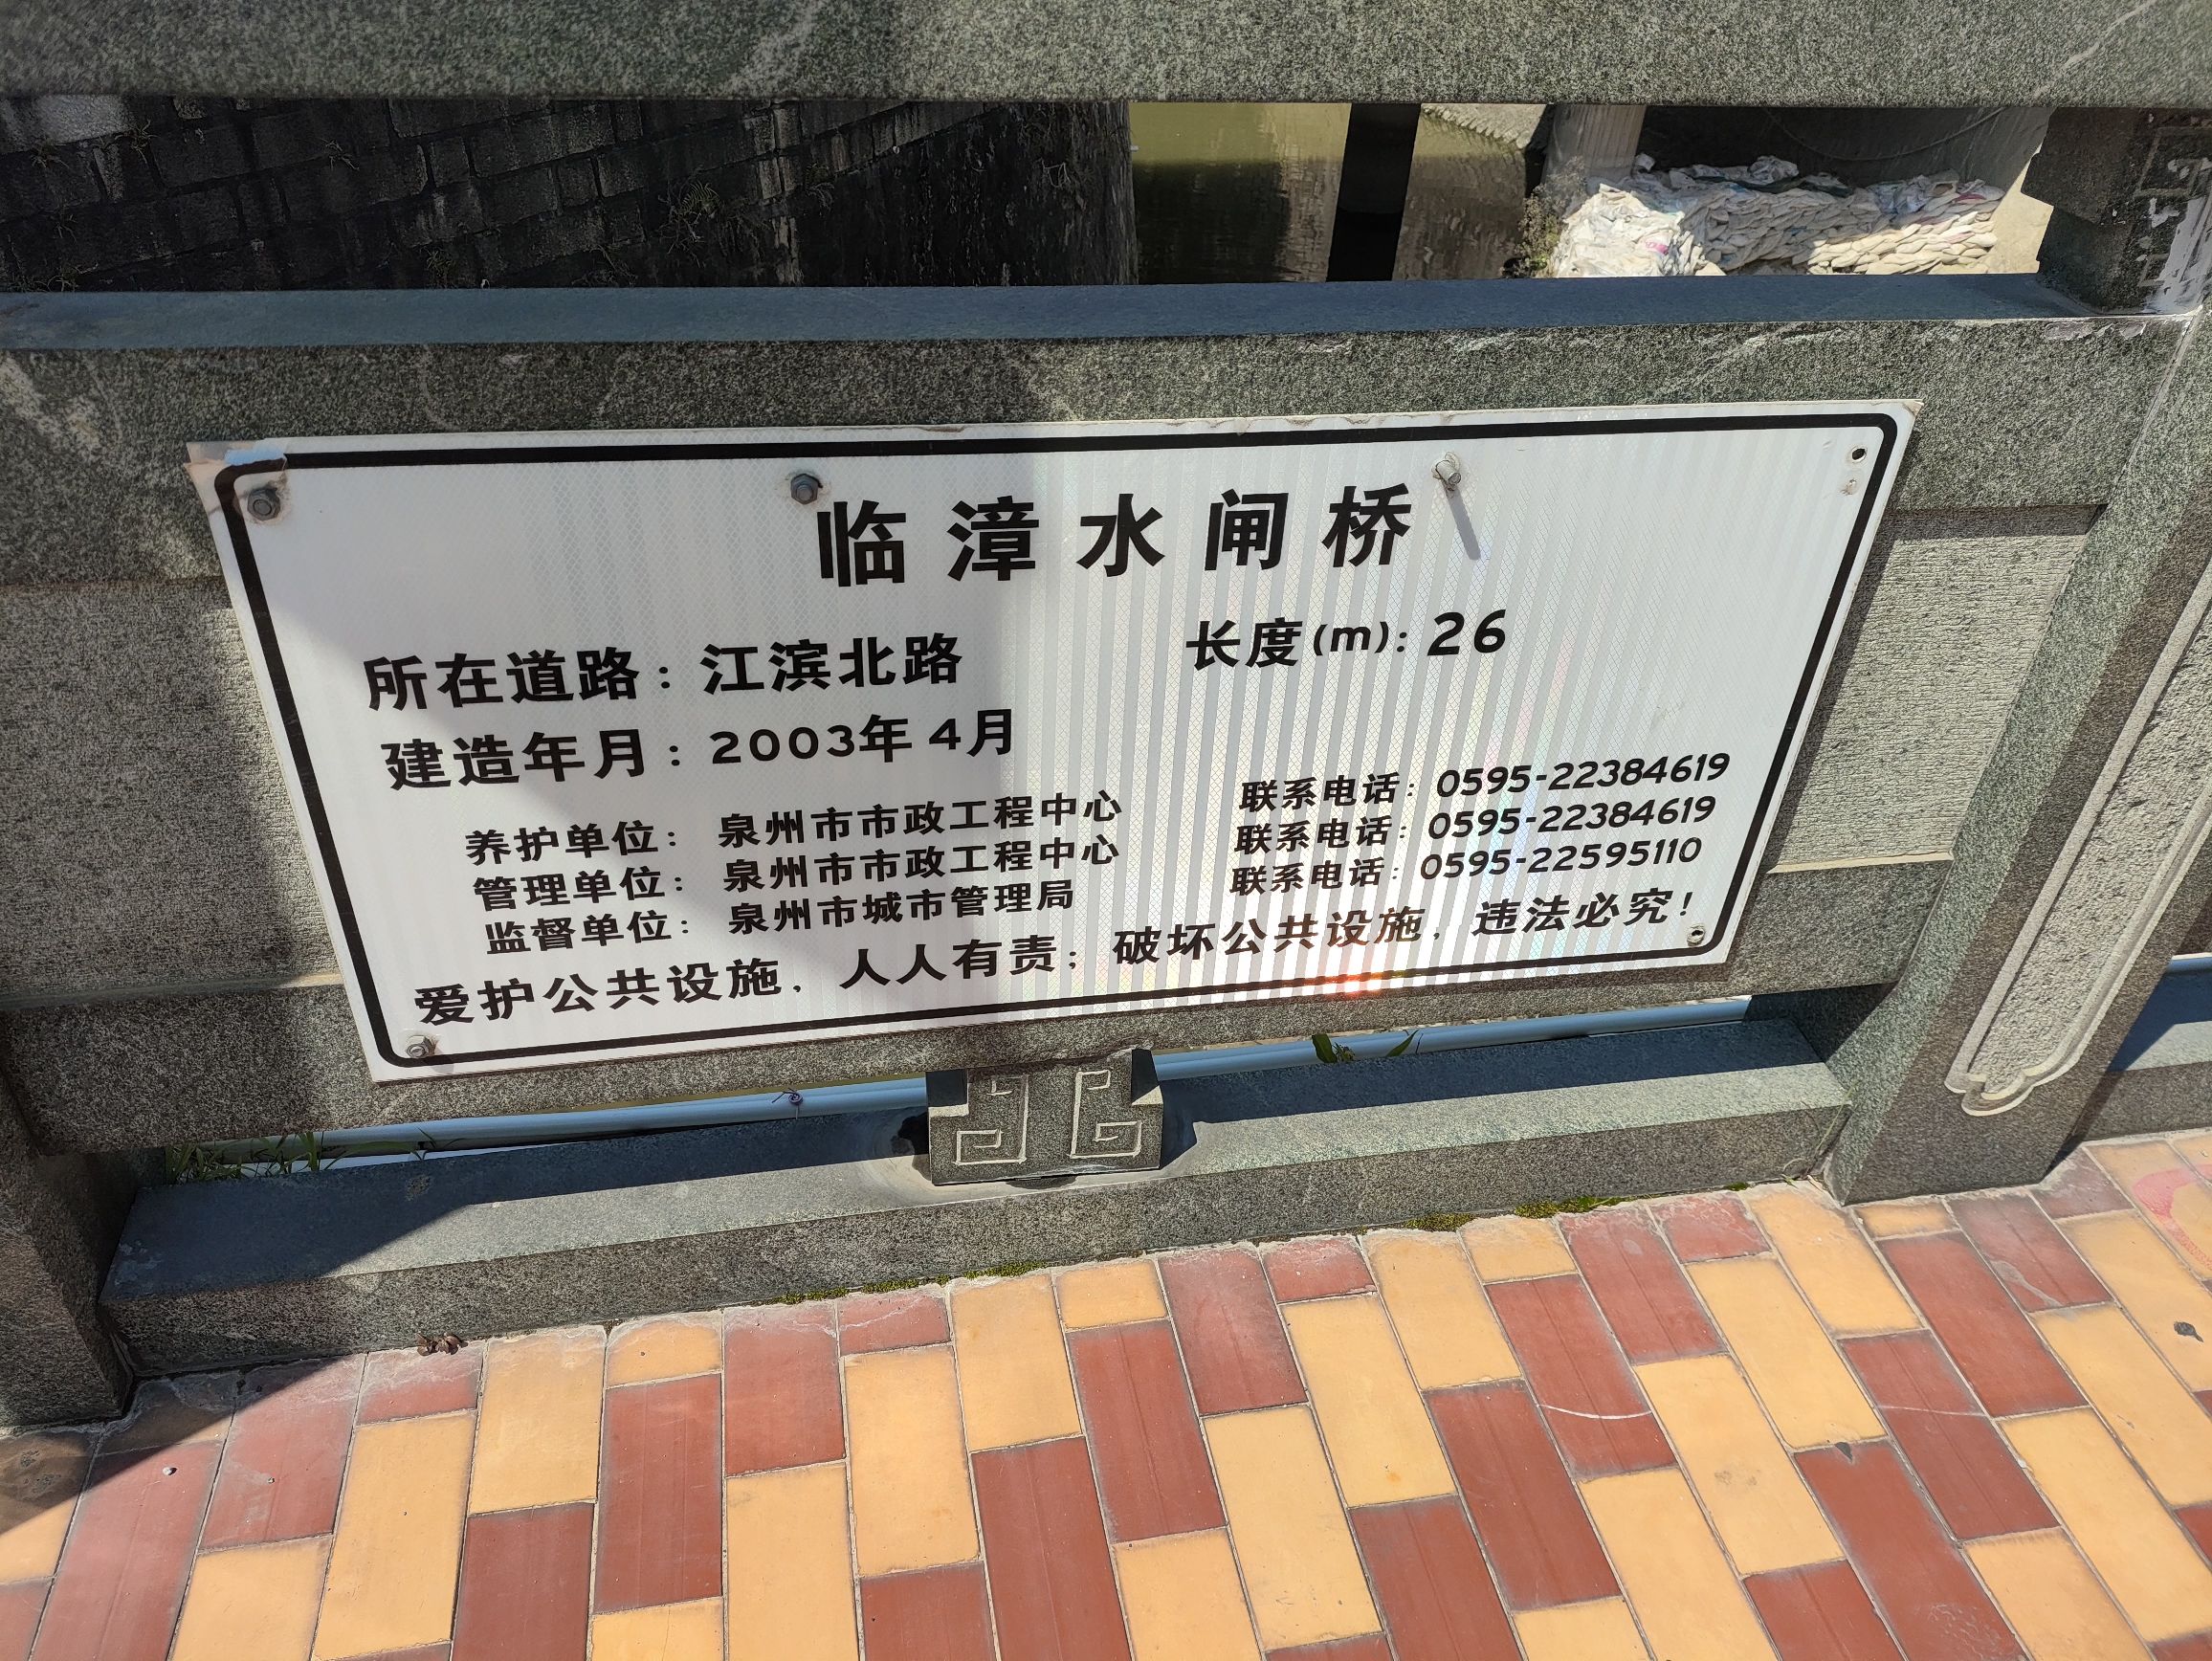 临漳水闸桥
所在道路：江滨北路 长度(m): 26
建造年月：2003年 4月
养护单位： 泉州市市政工程中心 联系电话：0595-22384619
管理单位： 泉州市市政工程中心 联系电话：0595-22384619
监督单位： 泉州市城市管理局 联系电话：0595-22595110
爱护公共设施，人人有责；破坏公共设施，违法必究！